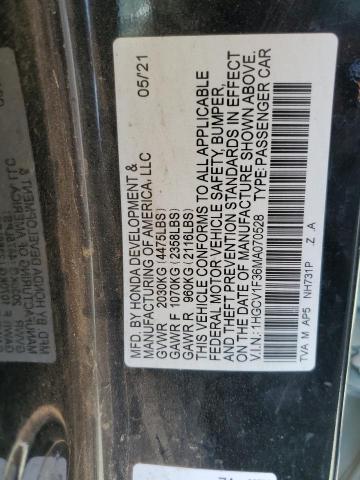 MFD. BY HONDA DEVELOPMENT &
MANUFACTURING OF AMERICA, LLC 05/'21
GVWR 2030KG(4475LBS)
GAWR F 1070KG(2358LBS)
GAWR R 960KG(2116LBS)
THIS VEHICLE CONFORMS TO ALL APPLICABLE
FEDERAL MOTOR VEHICLE SAFETY, BUMPER,
AND THEFT PREVENTION STANDARDS IN EFFECT
ON THE DATE OF MANUFACTURE SHOWN ABOVE.
V.I.N.: 1HGCV1F36MA070528 TYPE: PASSENGER CAR
TVA M AP5 NH731P Z A